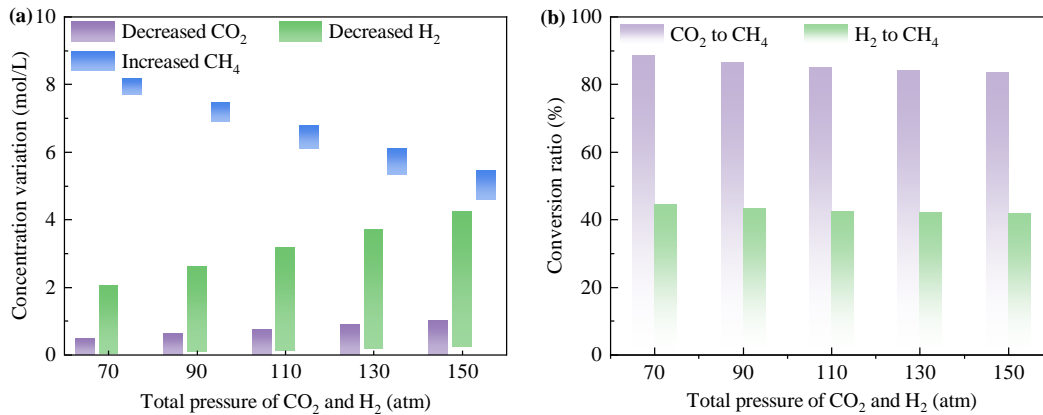 (a)
Decreased CO₂
Decreased H₂
Increased CH₄
Concentration variation (mol/L)
10
8
6
4
2
0
70 90 110 130 150
Total pressure of CO₂ and H₂ (atm)
(b)
CO₂ to CH₄
H₂ to CH₄
Conversion ratio (%)
100
80
60
40
20
0
70 90 110 130 150
Total pressure of CO₂ and H₂ (atm)